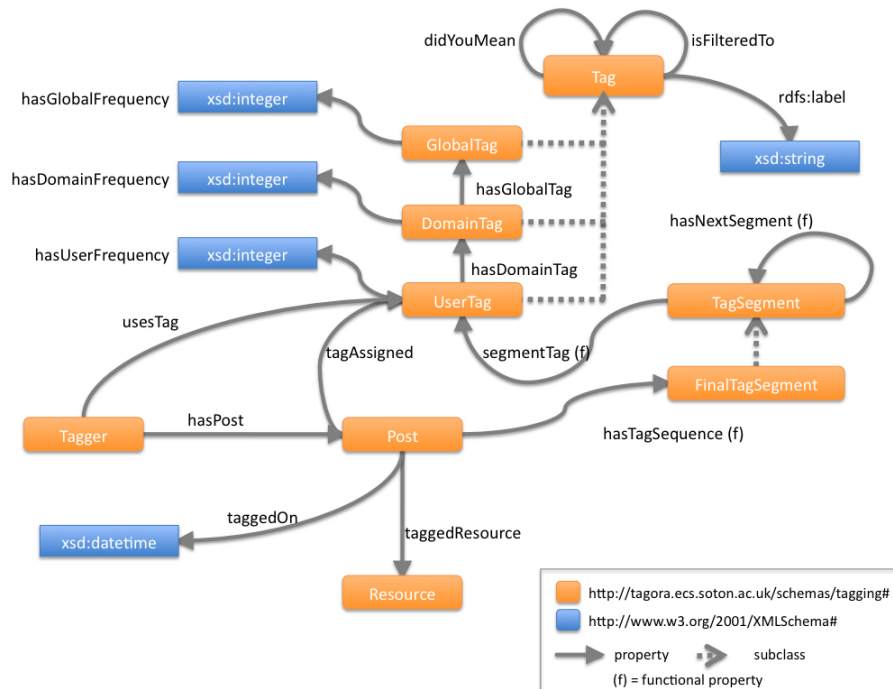 didYouMean
isFilteredTo
Tag
hasGlobalFrequency
xsd:integer
rdfs:label
GlobalTag
xsd:string
hasDomainFrequency
xsd:integer
hasGlobalTag
DomainTag
hasNextSegment (f)
hasUserFrequency
xsd:integer
hasDomainTag
UserTag
TagSegment
usesTag
tagAssigned
segmentTag (f)
FinalTagSegment
hasPost
Tagger
Post
hasTagSequence (f)
taggedOn
taggedResource
xsd:datetime
Resource
http://tagora.ecs.soton.ac.uk/schemas/tagging#
http://www.w3.org/2001/XMLSchema#
property
subclass
(f) = functional property